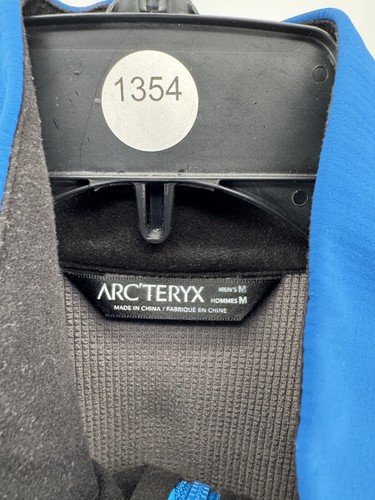 1354
ARC'TERYX MEN'S M
HOMMES M
MADE IN CHINA / FABRIQUÉ EN CHINE